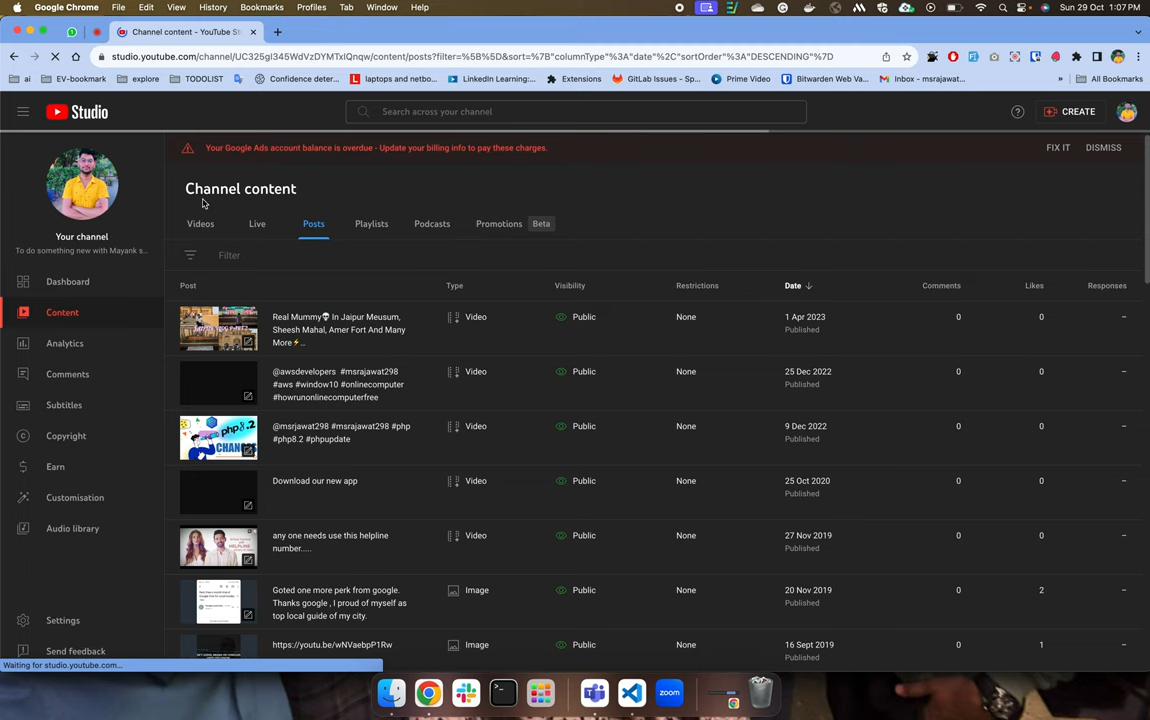 Google Chrome File Edit View History Bookmarks Profiles Tab Window Help Sun 29 Oct 1:07 PM
Channel content - YouTube St
studio.youtube.com/channel/UC325gI345WdVzDYMTxlQnqw/content/posts?filter=%5B%5D&sort=%7B"columnType"%3A"date"%2C"sortOrder"%3A"DESCENDING"%7D
ai EV-bookmark explore TODOLIST Confidence deter... laptops and netbo... LinkedIn Learning:... Extensions GitLab Issues - Sp... Prime Video Bitwarden Web Va... Inbox - msrajawat... » All Bookmarks
Studio Search across your channel CREATE
Your Google Ads account balance is overdue - Update your billing info to pay these charges. FIX IT DISMISS
Channel content
Videos Live Posts Playlists Podcasts Promotions Beta
Your channel
To do something new with Mayank s...
Filter
Dashboard
Content
Analytics
Comments
Subtitles
Copyright
Earn
Customisation
Audio library
Settings
Send feedback
Post Type Visibility Restrictions Date Comments Likes Responses
Real Mummy💀 In Jaipur Meusum, Video Public None 1 Apr 2023 0 0 –
Sheesh Mahal, Amer Fort And Many Published
More⚡..
@awsdevelopers #msrajawat298 Video Public None 25 Dec 2022 0 0 –
#aws #window10 #onlinecomputer Published
#howrunonlinecomputerfree
@msrjawat298 #msrajawat298 #php Video Public None 9 Dec 2022 0 0 –
#php8.2 #phpupdate Published
php8.2
CHANGES
Download our new app Video Public None 25 Oct 2020 0 0 –
Published
any one needs use this helpline Video Public None 27 Nov 2019 0 0 –
number..... Published
Goted one more perk from google. Image Public None 20 Nov 2019 0 2 –
Thanks google , I proud of myself as Published
top local guide of my city.
https://youtu.be/wNVaebpP1Rw Image Public None 16 Sept 2019 0 1 –
Published
Waiting for studio.youtube.com...
zoom